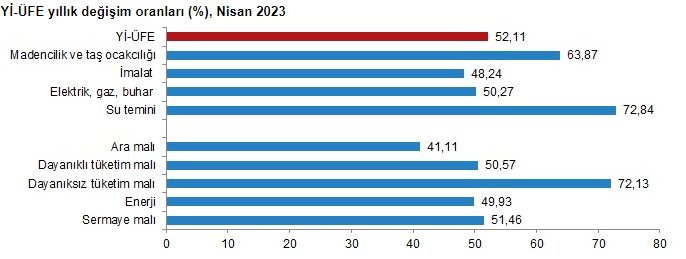 Yİ-ÜFE yıllık değişim oranları (%), Nisan 2023
Yİ-ÜFE 52,11
Madencilik ve taş ocakcılığı 63,87
İmalat 48,24
Elektrik, gaz, buhar 50,27
Su temini 72,84
Ara malı 41,11
Dayanıklı tüketim malı 50,57
Dayanıksız tüketim malı 72,13
Enerji 49,93
Sermaye malı 51,46
0 10 20 30 40 50 60 70 80